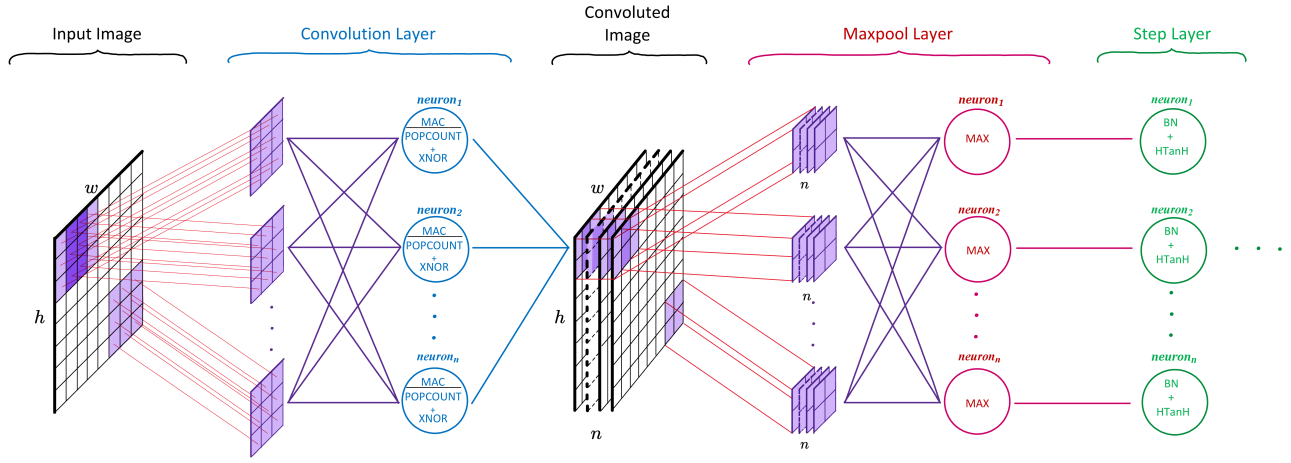 Input Image
Convolution Layer
Convoluted
Image
Maxpool Layer
Step Layer
w
h
neuron₁
MAC
POPCOUNT
+
XNOR
neuron₂
MAC
POPCOUNT
+
XNOR
neuronₙ
MAC
POPCOUNT
+
XNOR
w
h
n
n
n
n
neuron₁
MAX
neuron₂
MAX
neuronₙ
MAX
neuron₁
BN
+
HTanH
neuron₂
BN
+
HTanH
neuronₙ
BN
+
HTanH